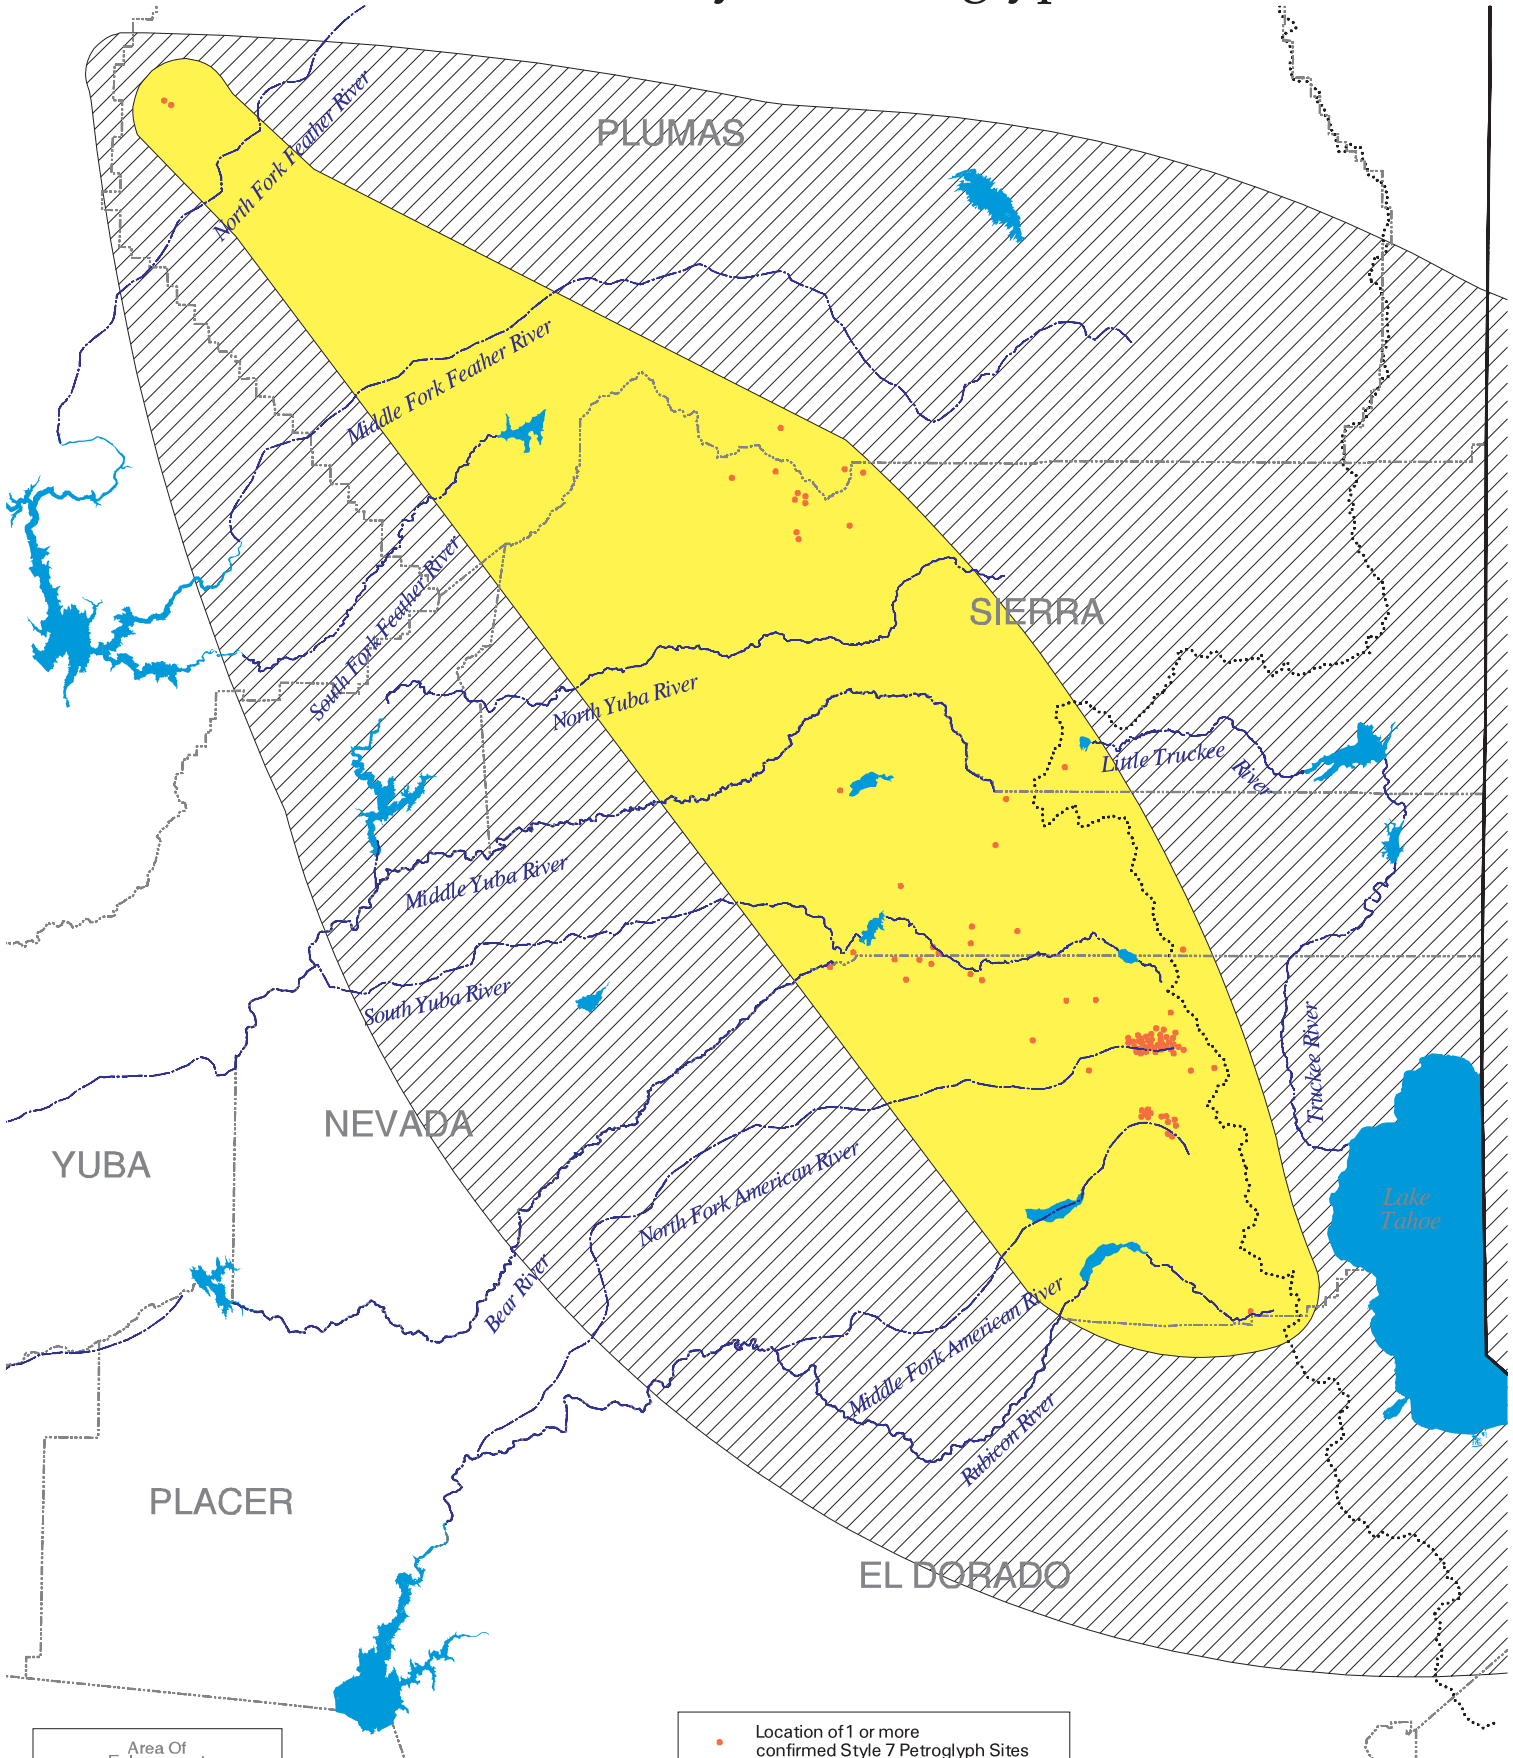 PLUMAS
North Fork Feather River
Middle Fork Feather River
South Fork Feather River
SIERRA
North Yuba River
Little Truckee
River
Middle Yuba River
South Yuba River
Truckee River
NEVADA
YUBA
North Fork American River
Lake
Tahoe
Bear River
Middle Fork American River
Rubicon River
PLACER
EL DORADO
Location of 1 or more
confirmed Style 7 Petroglyph Sites
Area Of